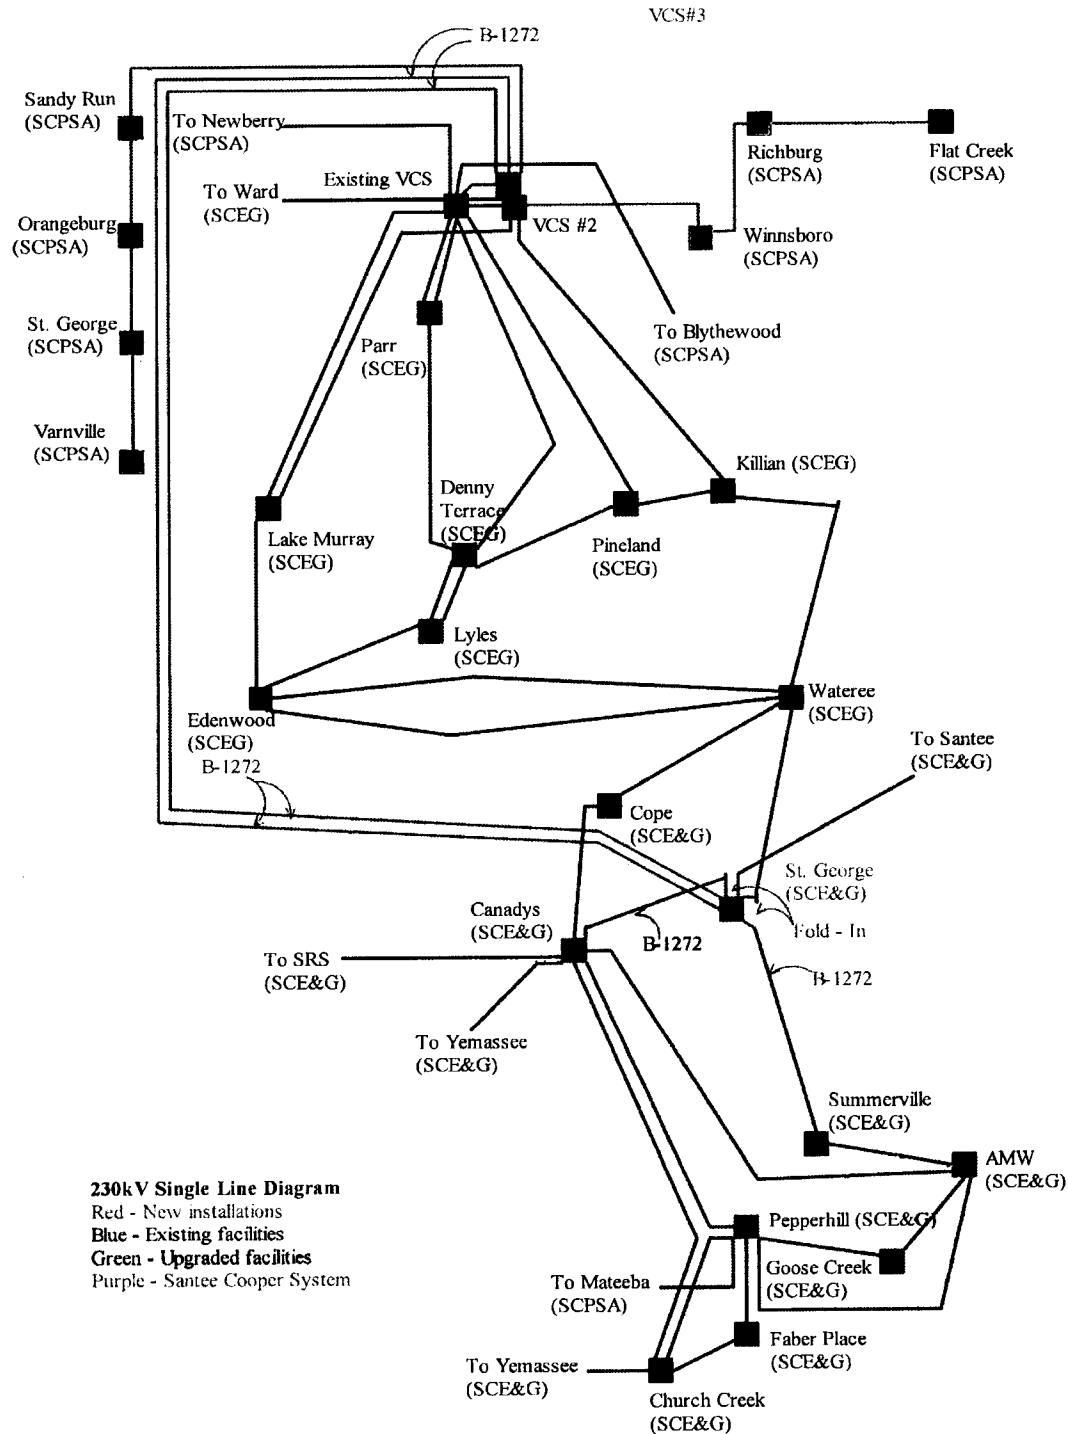 VCS#3
B-1272
Sandy Run
(SCPSA)
To Newberry
(SCPSA)
Richburg
(SCPSA)
Flat Creek
(SCPSA)
Existing VCS
To Ward
(SCEG)
VCS #2
Orangeburg
(SCPSA)
Winnsboro
(SCPSA)
St. George
(SCPSA)
Parr
(SCEG)
To Blythewood
(SCPSA)
Varnville
(SCPSA)
Killian (SCEG)
Denny
Terrace
(SCEG)
Lake Murray
(SCEG)
Pineland
(SCEG)
Lyles
(SCEG)
Edenwood
(SCEG)
Wateree
(SCEG)
B-1272
To Santee
(SCE&G)
Cope
(SCE&G)
St. George
(SCE&G)
Canadys
(SCE&G)
Fold - In
B-1272
To SRS
(SCE&G)
B-1272
To Yemassee
(SCE&G)
Summerville
(SCE&G)
AMW
(SCE&G)
230kV Single Line Diagram
Red - New installations
Blue - Existing facilities
Green - Upgraded facilities
Purple - Santee Cooper System
Pepperhill (SCE&G)
Goose Creek
(SCE&G)
To Mateeba
(SCPSA)
Faber Place
(SCE&G)
To Yemassee
(SCE&G)
Church Creek
(SCE&G)